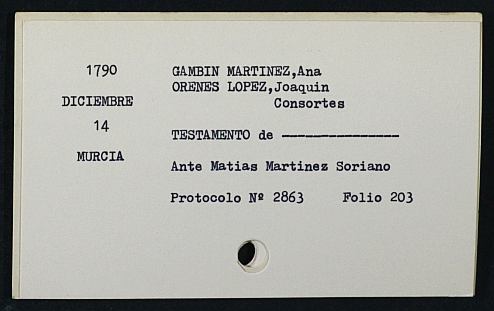 1790
GAMBIN MARTINEZ,Ana
ORENES LOPEZ,Joaquin
DICIEMBRE
Consortes
14
TESTAMENTO de ---------------
MURCIA
Ante Matias Martinez Soriano
Protocolo Nº 2863 Folio 203